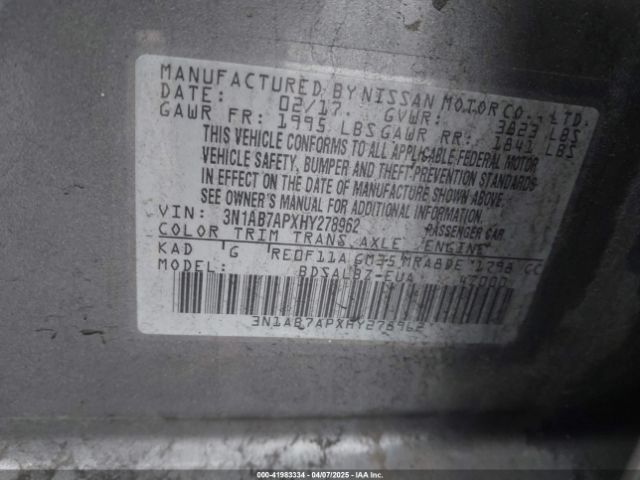 MANUFACTURED BY NISSAN MOTOR CO., LTD.
DATE: 02/17. GVWR: 3823 LBS
GAWR FR: 1995 LBS GAWR RR: 1841 LBS
THIS VEHICLE CONFORMS TO ALL APPLICABLE FEDERAL MOTOR
VEHICLE SAFETY, BUMPER AND THEFT PREVENTION STANDARDS
IN EFFECT ON THE DATE OF MANUFACTURE SHOWN ABOVE.
SEE OWNER'S MANUAL FOR ADDITIONAL INFORMATION
VIN: 3N1AB7APXHY278962 PASSENGER CAR
COLOR TRIM TRANS AXLE ENGINE
KAD G RE0F11A GM35 MRA8DE 1798 CC
MODEL: BDSALBZ-EUA 47000
3N1AB7APXHY278962
000-41983334 | 04/07/2025 - IAA Inc.